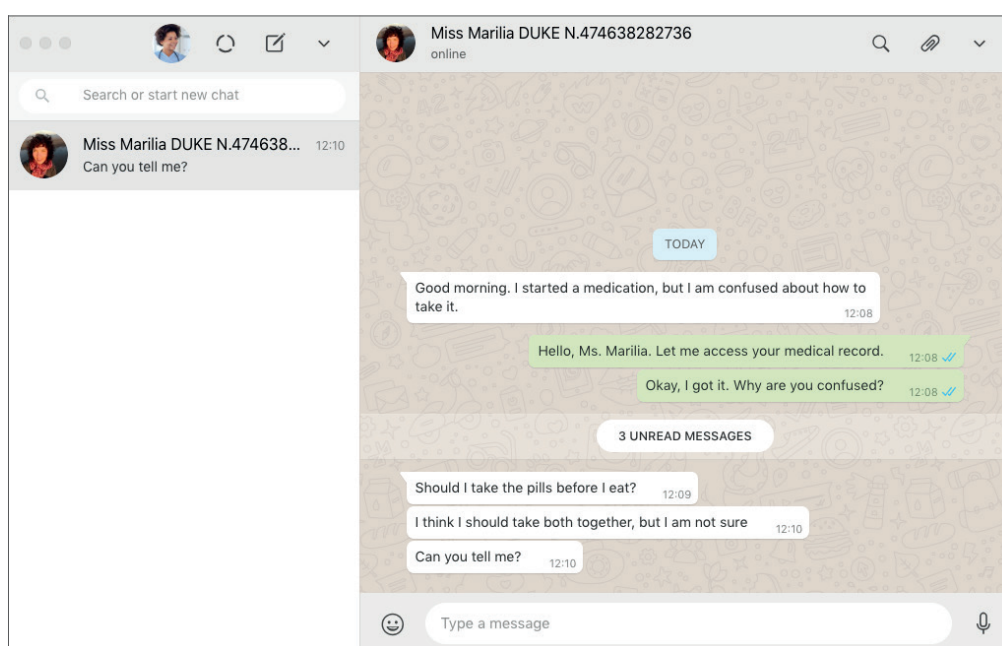 Miss Marilia DUKE N.474638282736
online
Search or start new chat
Miss Marilia DUKE N.474638... 12:10
Can you tell me?
TODAY
Good morning. I started a medication, but I am confused about how to
take it.
12:08
Hello, Ms. Marilia. Let me access your medical record. 12:08
Okay, I got it. Why are you confused? 12:08
3 UNREAD MESSAGES
Should I take the pills before I eat? 12:09
I think I should take both together, but I am not sure 12:10
Can you tell me? 12:10
Type a message